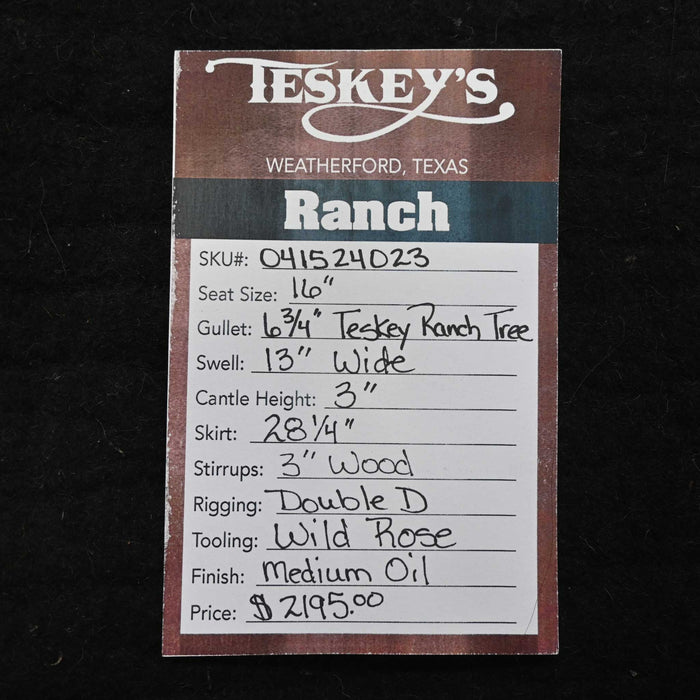 TESKEY'S
WEATHERFORD, TEXAS
Ranch
SKU#: 041524023
Seat Size: 16"
Gullet: 6 3/4" Teskey Ranch Tree
Swell: 13" Wide
Cantle Height: 3"
Skirt: 28 1/4"
Stirrups: 3" Wood
Rigging: Double D
Tooling: Wild Rose
Finish: Medium Oil
Price: $ 2195.00